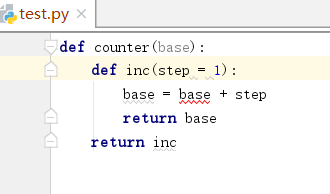 test.py
def counter(base):
    def inc(step = 1):
        base = base + step
        return base
    return inc